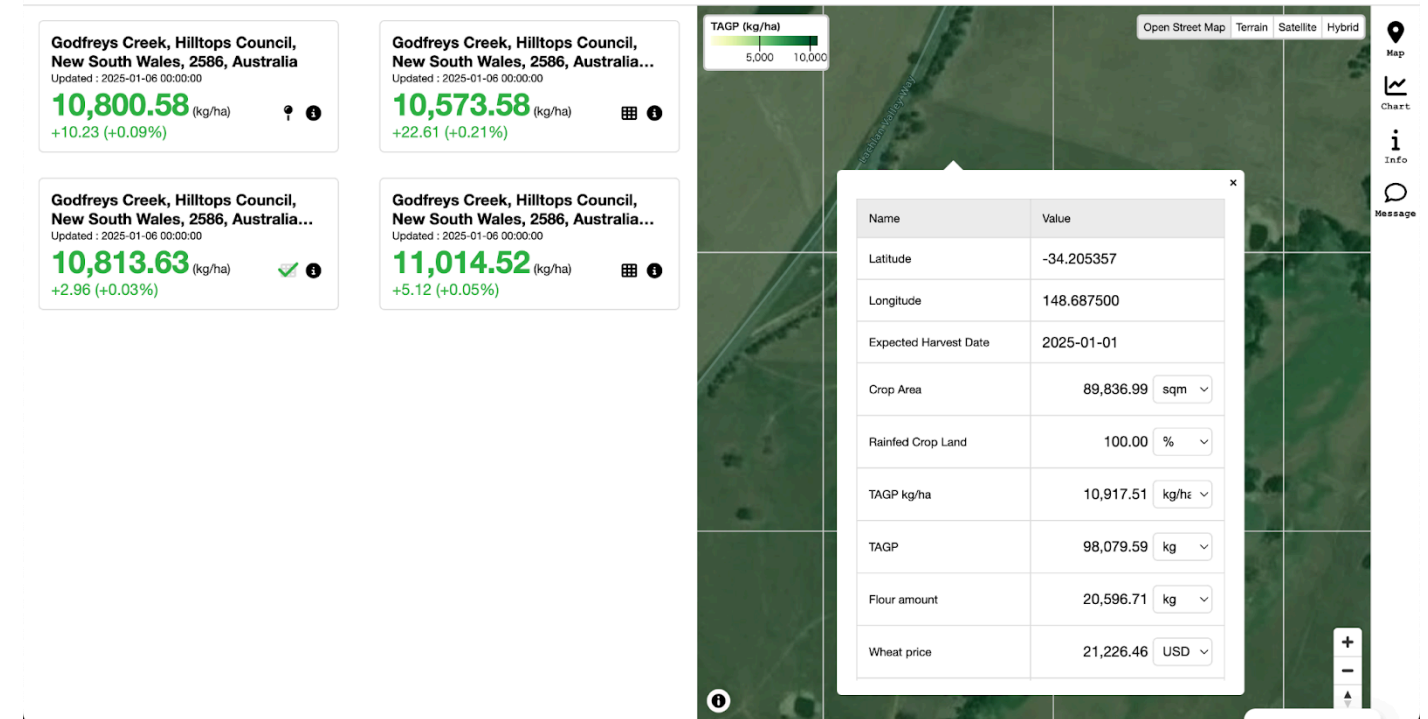 Godfreys Creek, Hilltops Council,
New South Wales, 2586, Australia
Updated : 2025-01-06 00:00:00
10,800.58 (kg/ha)
+10.23 (+0.09%)
Godfreys Creek, Hilltops Council,
New South Wales, 2586, Australia...
Updated : 2025-01-06 00:00:00
10,573.58 (kg/ha)
+22.61 (+0.21%)
Godfreys Creek, Hilltops Council,
New South Wales, 2586, Australia...
Updated : 2025-01-06 00:00:00
10,813.63 (kg/ha)
+2.96 (+0.03%)
Godfreys Creek, Hilltops Council,
New South Wales, 2586, Australia...
Updated : 2025-01-06 00:00:00
11,014.52 (kg/ha)
+5.12 (+0.05%)
TAGP (kg/ha)
5,000 10,000
Open Street Map Terrain Satellite Hybrid
Lachlan Valley Way
Map
Chart
Info
Message
×
Name Value
Latitude -34.205357
Longitude 148.687500
Expected Harvest Date 2025-01-01
Crop Area 89,836.99 sqm
Rainfed Crop Land 100.00 %
TAGP kg/ha 10,917.51 kg/ha
TAGP 98,079.59 kg
Flour amount 20,596.71 kg
Wheat price 21,226.46 USD